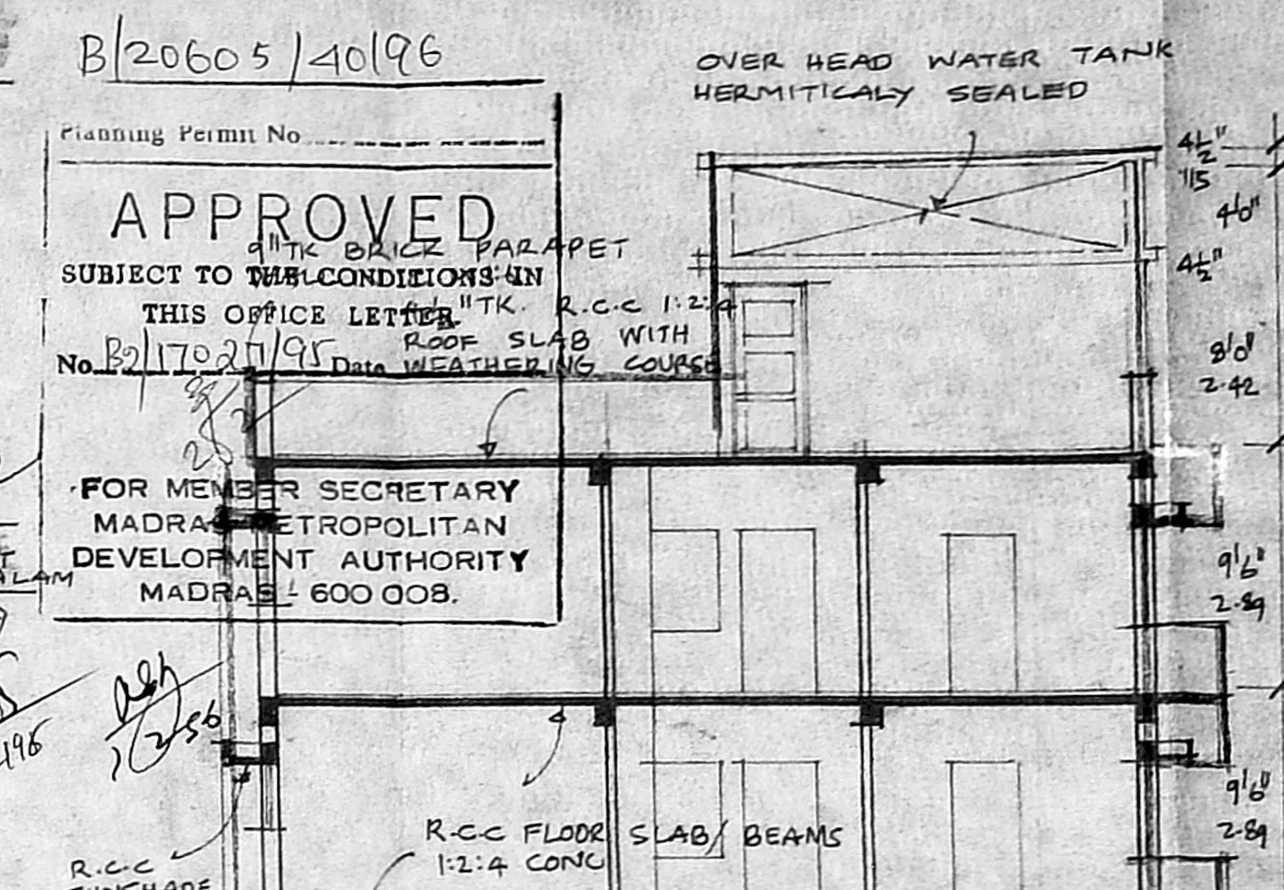 B/20605/40/96
OVER HEAD WATER TANK
HERMITICALY SEALED
Planning Permit No
APPROVED
9"TK BRICK PARAPET
SUBJECT TO THE CONDITIONS IN
THIS OFFICE LETTER.
"TK. R.C.C 1:2:4
ROOF SLAB WITH
No B2/17027/95 Date
WEATHERING COURSE
FOR MEMBER SECRETARY
MADRAS METROPOLITAN
DEVELOPMENT AUTHORITY
MADRAS - 600 008.
4½"
115
4'0"
4½"
8'0"
2.42
9'6"
2.89
9'6"
2.89
ALAM
R.C.C FLOOR SLAB/ BEAMS
1:2:4 CONC
R.C.C